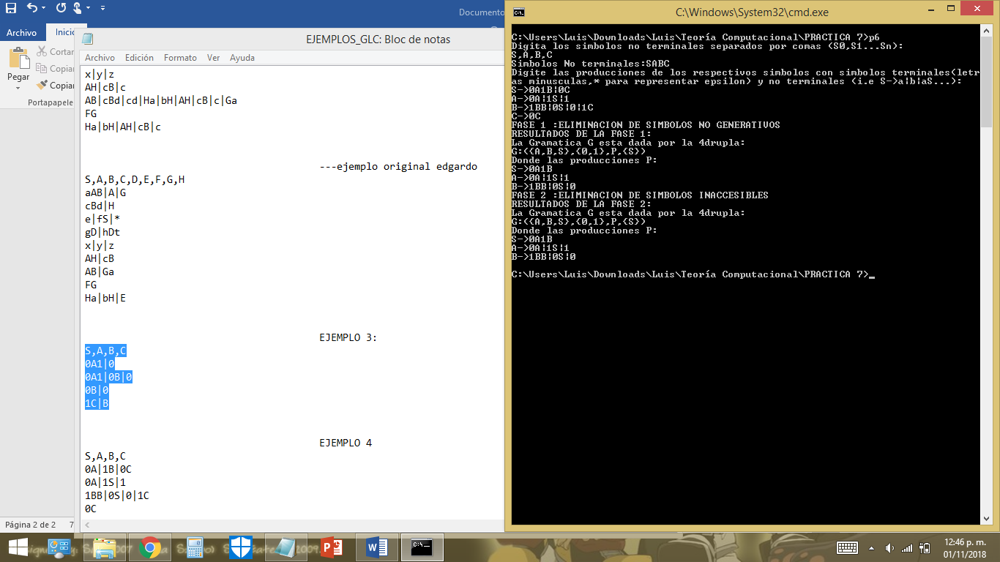 Documento
Archivo
Inicio
Pegar
Cortar
Copiar
Copiar
Portapapeles
Página 2 de 2
EJEMPLOS_GLC: Bloc de notas
Archivo Edición Formato Ver Ayuda
x|y|z
AH|cB|c
AB|cBd|cd|Ha|bH|AH|cB|c|Ga
FG
Ha|bH|AH|cB|c
---ejemplo original edgardo
S,A,B,C,D,E,F,G,H
aAB|A|G
cBd|H
e|fS|*
gD|hDt
x|y|z
AH|cB
AB|Ga
FG
Ha|bH|E
EJEMPLO 3:
S,A,B,C
0A1|0
0A1|0B|0
0B|0
1C|B
EJEMPLO 4
S,A,B,C
0A|1B|0C
0A|1S|1
1BB|0S|0|1C
0C
C:\Windows\System32\cmd.exe
C:\Users\Luis\Downloads\Luis\Teoría Computacional\PRACTICA 7>p6
Digita los simbolos no terminales separados por comas (S0,S1...Sn):
S,A,B,C
Simbolos No terminales:SABC
Digite las producciones de los respectivos simbolos con simbolos terminales(letr
as minusculas,* para representar epsilon) y no terminales (i.e S->a|b|aS...):
S->0A1B|0C
A->0A|1S|1
B->1BB|0S|0|1C
C->0C
FASE 1 :ELIMINACION DE SIMBOLOS NO GENERATIVOS
RESULTADOS DE LA FASE 1:
La Gramatica G esta dada por la 4drupla:
G:({A,B,S},{0,1},P,{S})
Donde las producciones P:
S->0A1B
A->0A|1S|1
B->1BB|0S|0
FASE 2 :ELIMINACION DE SIMBOLOS INACCESIBLES
RESULTADOS DE LA FASE 2:
La Gramatica G esta dada por la 4drupla:
G:({A,B,S},{0,1},P,{S})
Donde las producciones P:
S->0A1B
A->0A|1S|1
B->1BB|0S|0
C:\Users\Luis\Downloads\Luis\Teoría Computacional\PRACTICA 7>_
12:46 p. m.
01/11/2018